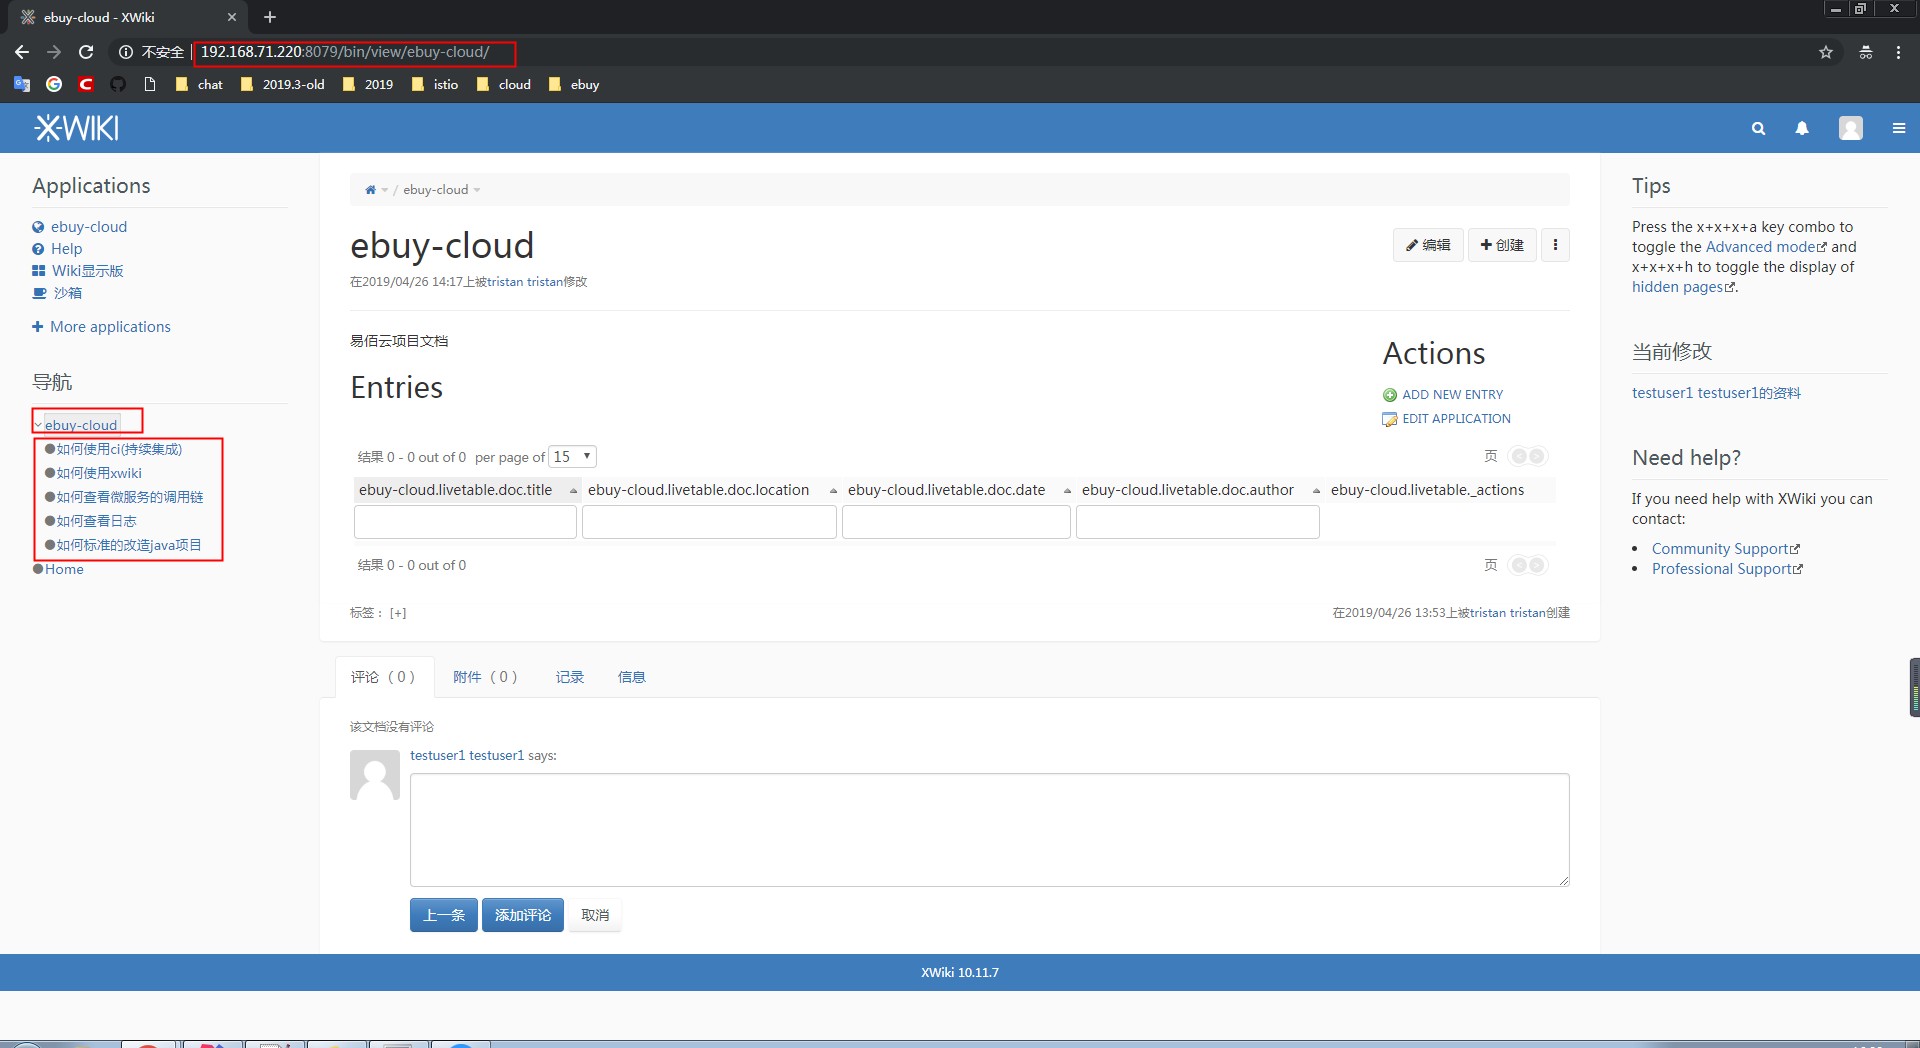 ebuy-cloud - XWiki
不安全 192.168.71.220:8079/bin/view/ebuy-cloud/
chat 2019.3-old 2019 istio cloud ebuy
XWIKI
Applications
ebuy-cloud
Help
Wiki显示版
沙箱
More applications
导航
ebuy-cloud
如何使用ci(持续集成)
如何使用xwiki
如何查看微服务的调用链
如何查看日志
如何标准的改造java项目
Home
/ ebuy-cloud
ebuy-cloud
编辑 创建
在2019/04/26 14:17上被tristan tristan修改
易佰云项目文档
Entries
Actions
ADD NEW ENTRY
EDIT APPLICATION
结果 0 - 0 out of 0 per page of 15 页
ebuy-cloud.livetable.doc.title ebuy-cloud.livetable.doc.location ebuy-cloud.livetable.doc.date ebuy-cloud.livetable.doc.author ebuy-cloud.livetable._actions
结果 0 - 0 out of 0 页
标签： [+] 在2019/04/26 13:53上被tristan tristan创建
评论（0） 附件（0） 记录 信息
该文档没有评论
testuser1 testuser1 says:
上一条 添加评论 取消
Tips
Press the x+x+x+a key combo to
toggle the Advanced mode and
x+x+x+h to toggle the display of
hidden pages.
当前修改
testuser1 testuser1的资料
Need help?
If you need help with XWiki you can
contact:
Community Support
Professional Support
XWiki 10.11.7